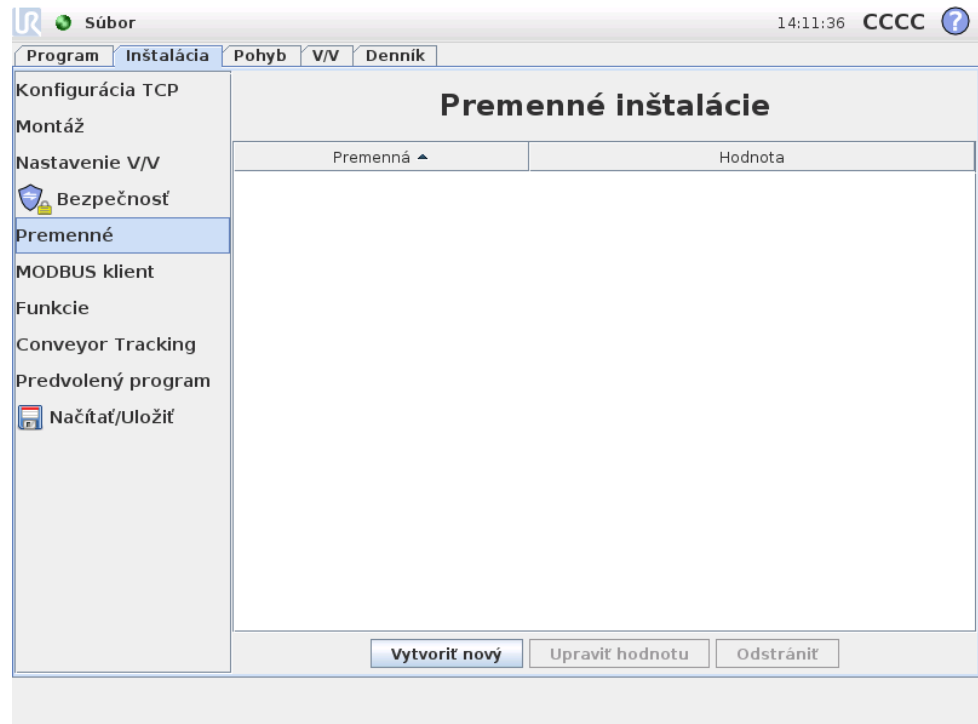 UR Súbor 14:11:36 CCCC ?
Program Inštalácia Pohyb V/V Denník
Konfigurácia TCP
Montáž
Nastavenie V/V
Bezpečnosť
Premenné
MODBUS klient
Funkcie
Conveyor Tracking
Predvolený program
Načítať/Uložiť
Premenné inštalácie
Premenná Hodnota
Vytvoriť nový Upraviť hodnotu Odstrániť